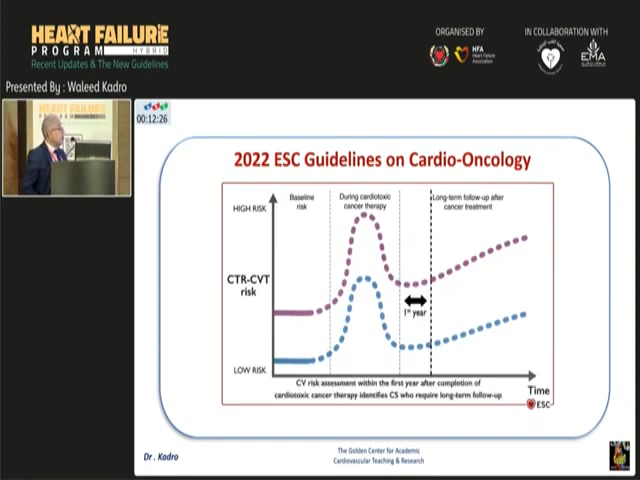 HEART FAILURE
PROGRAM HYBRID
Recent Updates & The New Guidelines
ORGANISED BY
HFA
Heart Failure
Association
IN COLLABORATION WITH
EMA
Presented By : Waleed Kadro
00:12:26
2022 ESC Guidelines on Cardio-Oncology
HIGH RISK
Baseline
risk
During cardiotoxic
cancer therapy
Long-term follow-up after
cancer treatment
CTR-CVT
risk
1st year
LOW RISK
CV risk assessment within the first year after completion of
cardiotoxic cancer therapy identifies CS who require long-term follow-up
Time
ESC
Dr . Kadro
The Golden Center for Academic
Cardiovascular Teaching & Research